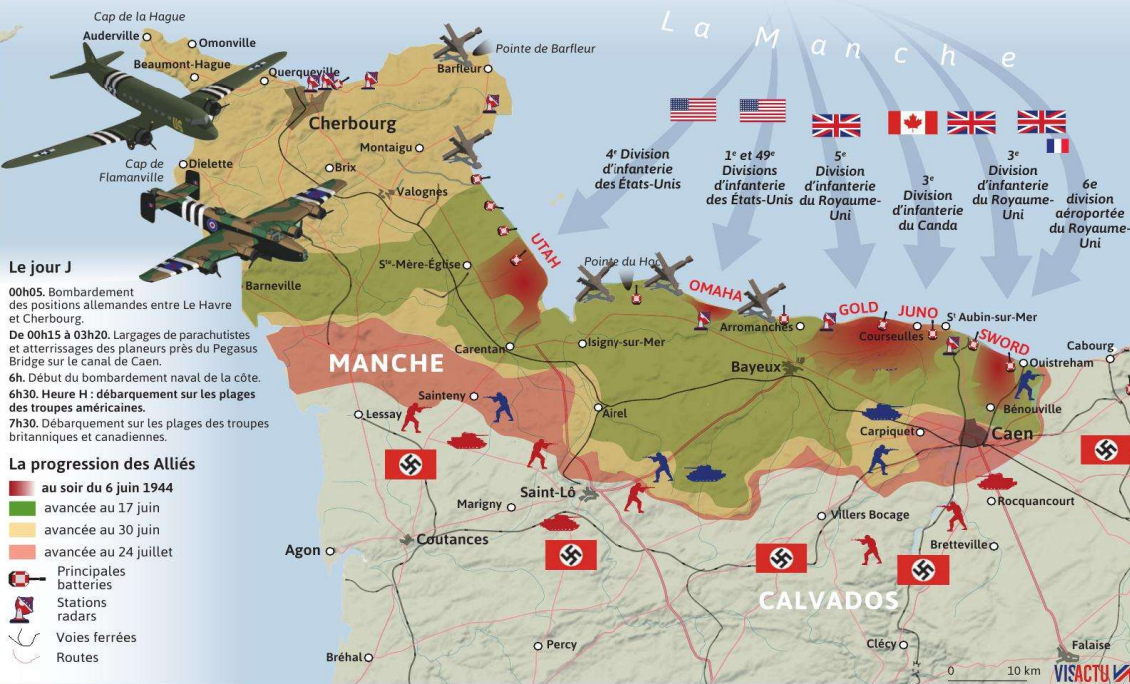 La Manche
Cap de la Hague
Auderville
Omonville
Beaumont-Hague
Querqueville
Pointe de Barfleur
Barfleur
Cherbourg
Montaigu
Cap de
Flamanville
Dielette
Brix
Valognes
4e Division
d'infanterie
des États-Unis
1e et 49e
Divisions
d'infanterie
des États-Unis
5e
Division
d'infanterie
du Royaume-
Uni
3e
Division
d'infanterie
du Canda
3e
Division
d'infanterie
du Royaume-
Uni
6e
division
aéroportée
du Royaume-
Uni
UTAH
Ste-Mère-Église
Pointe du Hoc
OMAHA
Arromanches
GOLD
JUNO
Courseulles
St Aubin-sur-Mer
SWORD
Ouistreham
Cabourg
Barneville
Carentan
Isigny-sur-Mer
Bayeux
MANCHE
Sainteny
Lessay
Airel
Bénouville
Carpiquet
Caen
Saint-Lô
Marigny
Rocquancourt
Villers Bocage
Bretteville
Agon
Coutances
CALVADOS
Percy
Bréhal
Clécy
Falaise
0 10 km
VISACTU
Le jour J
00h05. Bombardement
des positions allemandes entre Le Havre
et Cherbourg.
De 00h15 à 03h20. Largages de parachutistes
et atterrissages des planeurs près du Pegasus
Bridge sur le canal de Caen.
6h. Début du bombardement naval de la côte.
6h30. Heure H : débarquement sur les plages
des troupes américaines.
7h30. Débarquement sur les plages des troupes
britanniques et canadiennes.
La progression des Alliés
au soir du 6 juin 1944
avancée au 17 juin
avancée au 30 juin
avancée au 24 juillet
Principales
batteries
Stations
radars
Voies ferrées
Routes